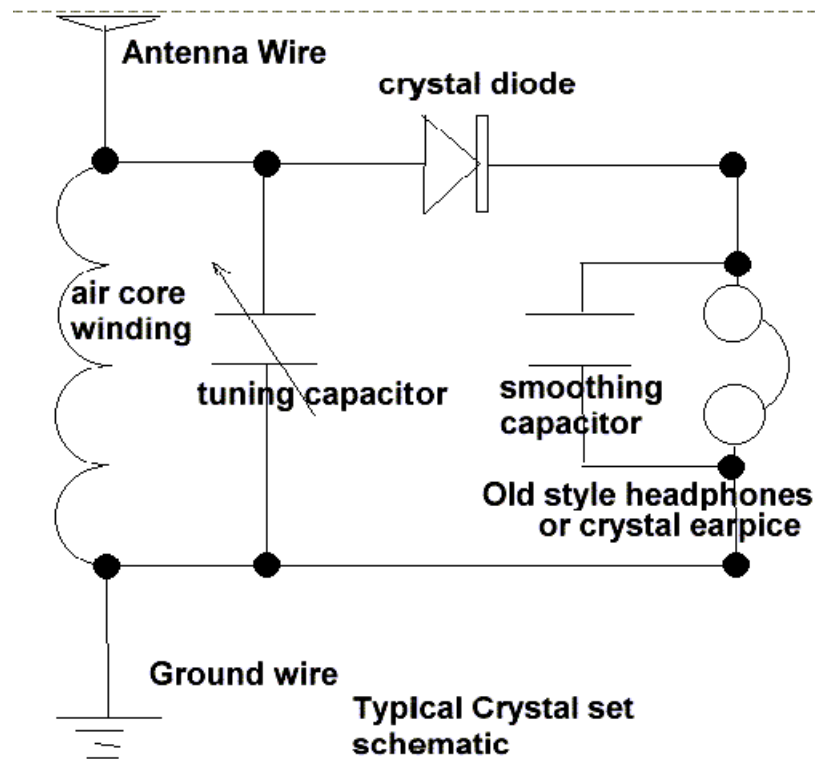 Antenna Wire
crystal diode
air core
winding
tuning capacitor
smoothing
capacitor
Old style headphones
or crystal earpice
Ground wire
Typical Crystal set
schematic